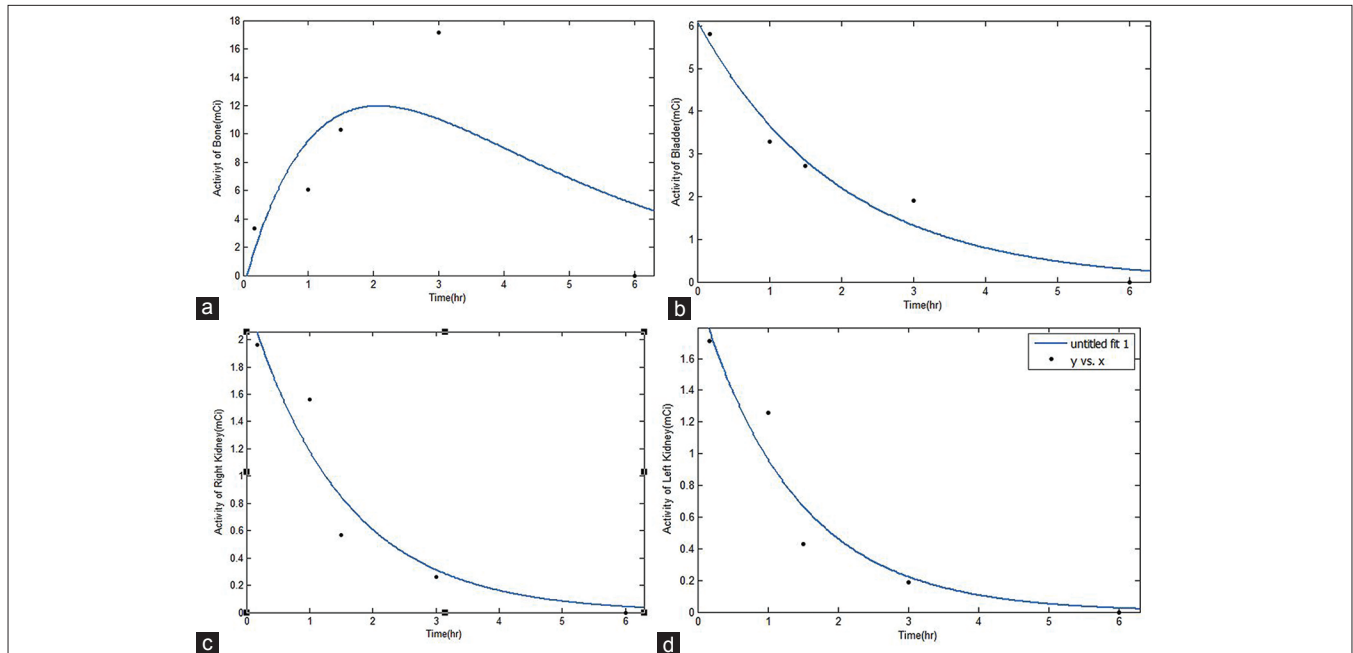 18
16
14
12
10
8
6
4
2
0
Activiyt of Bone(mCi)
0 1 2 3 4 5 6
Time(hr)
a
6
5
4
3
2
1
0
Activityof Bladder(mCi)
0 1 2 3 4 5 6
Time(hr)
b
2
1.8
1.6
1.4
1.2
1
0.8
0.6
0.4
0.2
0
Activity of Right Kidney(mCi)
0 1 2 3 4 5 6
Time(hr)
c
1.6
1.4
1.2
1
0.8
0.6
0.4
0.2
0
Activity of Left Kidney(mCi)
untitled fit 1
y vs. x
0 1 2 3 4 5 6
Time(hr)
d